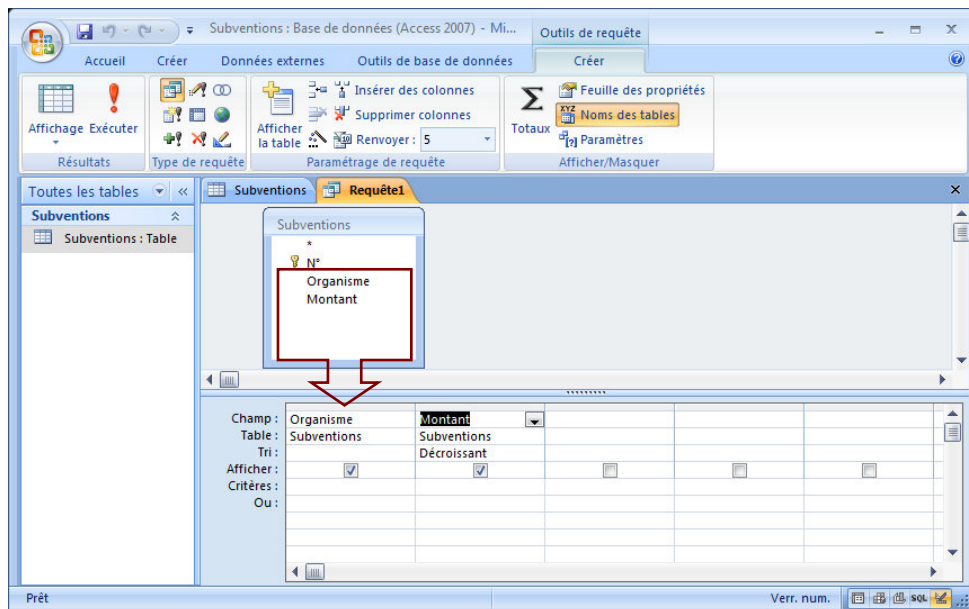 Subventions : Base de données (Access 2007) - Mi...
Outils de requête
Accueil Créer Données externes Outils de base de données Créer
Affichage Exécuter
Résultats
Type de requête
Afficher la table
Insérer des colonnes
Supprimer colonnes
Renvoyer : 5
Paramétrage de requête
Σ
Totaux
Feuille des propriétés
XYZ Noms des tables
[?] Paramètres
Afficher/Masquer
Toutes les tables «
Subventions
Subventions : Table
Subventions Requête1
Subventions
*
N°
Organisme
Montant
Champ : Organisme Montant
Table : Subventions Subventions
Tri : Décroissant
Afficher :
Critères :
Ou :
Prêt
Verr. num.
SQL